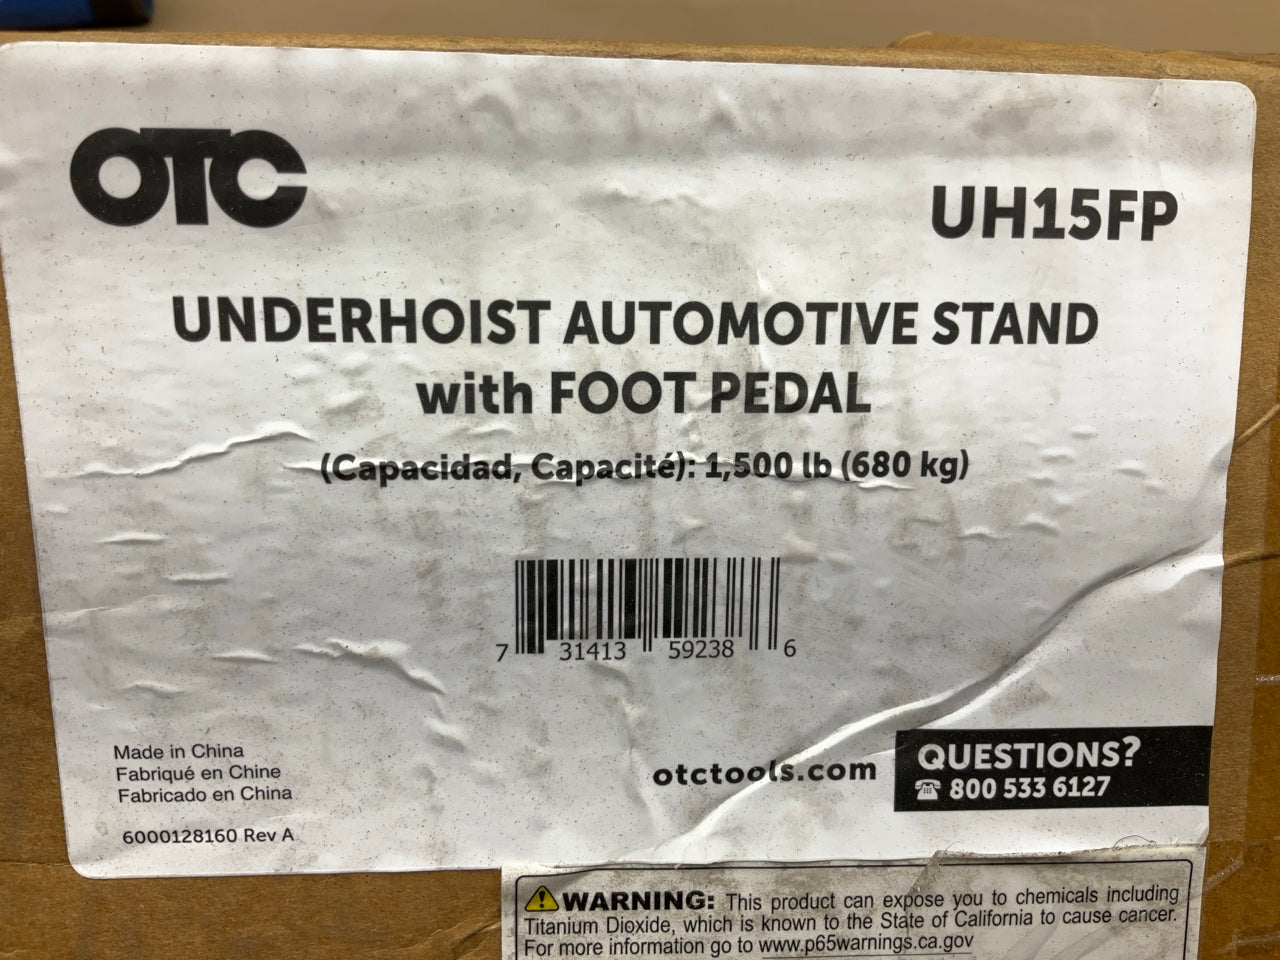 OTC
UH15FP
UNDERHOIST AUTOMOTIVE STAND
with FOOT PEDAL
(Capacidad, Capacité): 1,500 lb (680 kg)
7 31413 59238 6
Made in China
Fabriqué en Chine
Fabricado en China
6000128160 Rev A
otctools.com
QUESTIONS?
☎ 800 533 6127
⚠WARNING: This product can expose you to chemicals including
Titanium Dioxide, which is known to the State of California to cause cancer.
For more information go to www.p65warnings.ca.gov